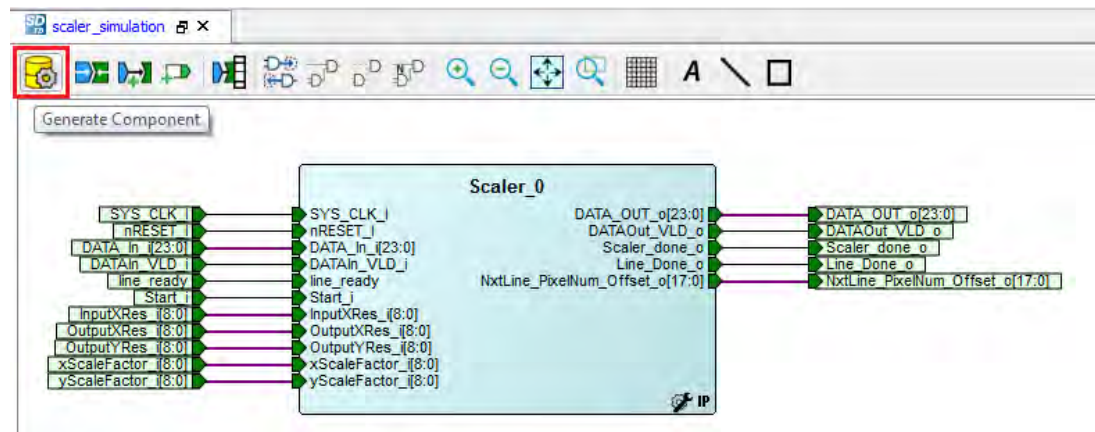 SD
scaler_simulation
A
Generate Component
Scaler_0
SYS_CLK_i
nRESET_i
DATA_In_i[23:0]
DATAIn_VLD_i
line_ready
Start_i
InputXRes_i[8:0]
OutputXRes_i[8:0]
OutputYRes_i[8:0]
xScaleFactor_i[8:0]
yScaleFactor_i[8:0]
SYS_CLK_i
nRESET_i
DATA_In_i[23:0]
DATAIn_VLD_i
line_ready
Start_i
InputXRes_i[8:0]
OutputXRes_i[8:0]
OutputYRes_i[8:0]
xScaleFactor_i[8:0]
yScaleFactor_i[8:0]
DATA_OUT_o[23:0]
DATAOut_VLD_o
Scaler_done_o
Line_Done_o
NxtLine_PixelNum_Offset_o[17:0]
DATA_OUT_o[23:0]
DATAOut_VLD_o
Scaler_done_o
Line_Done_o
NxtLine_PixelNum_Offset_o[17:0]
IP